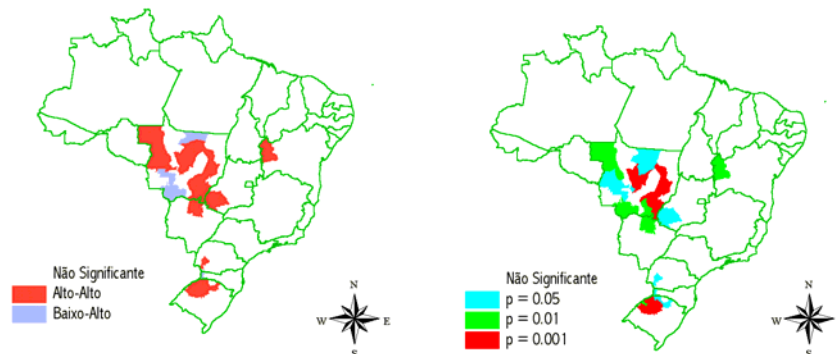 Não Significante
Alto-Alto
Baixo-Alto
N
W
E
S
Não Significante
p = 0.05
p = 0.01
p = 0.001
N
W
E
S